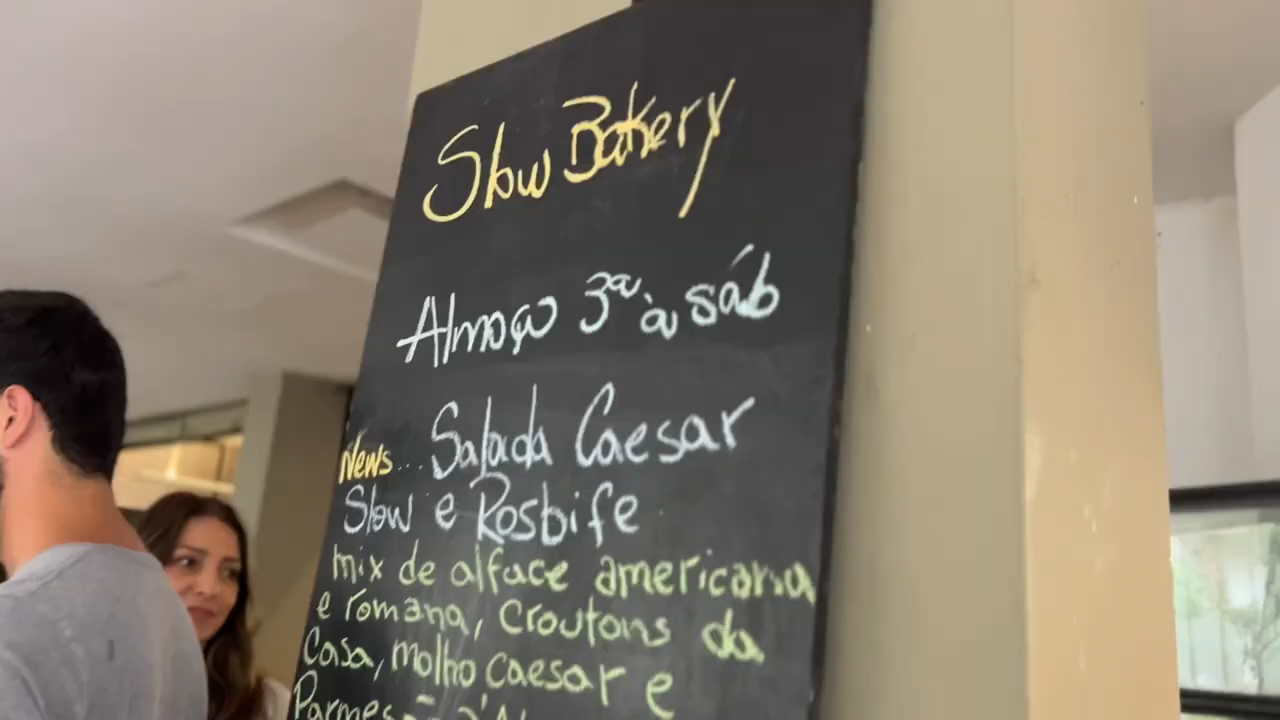 Slow Bakery
Almoço 3ª à sáb
News... Salada Caesar
Slow e Rosbife
mix de alface americana
e romana, croutons da
Casa, molho caesar e